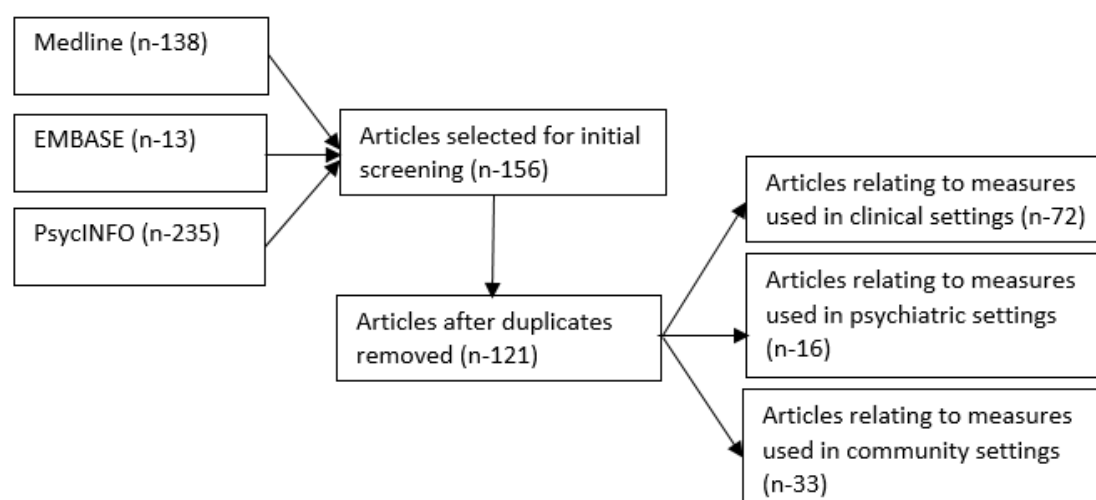 Medline (n-138)
EMBASE (n-13)
PsycINFO (n-235)
Articles selected for initial
screening (n-156)
Articles after duplicates
removed (n-121)
Articles relating to measures
used in clinical settings (n-72)
Articles relating to measures
used in psychiatric settings
(n-16)
Articles relating to measures
used in community settings
(n-33)